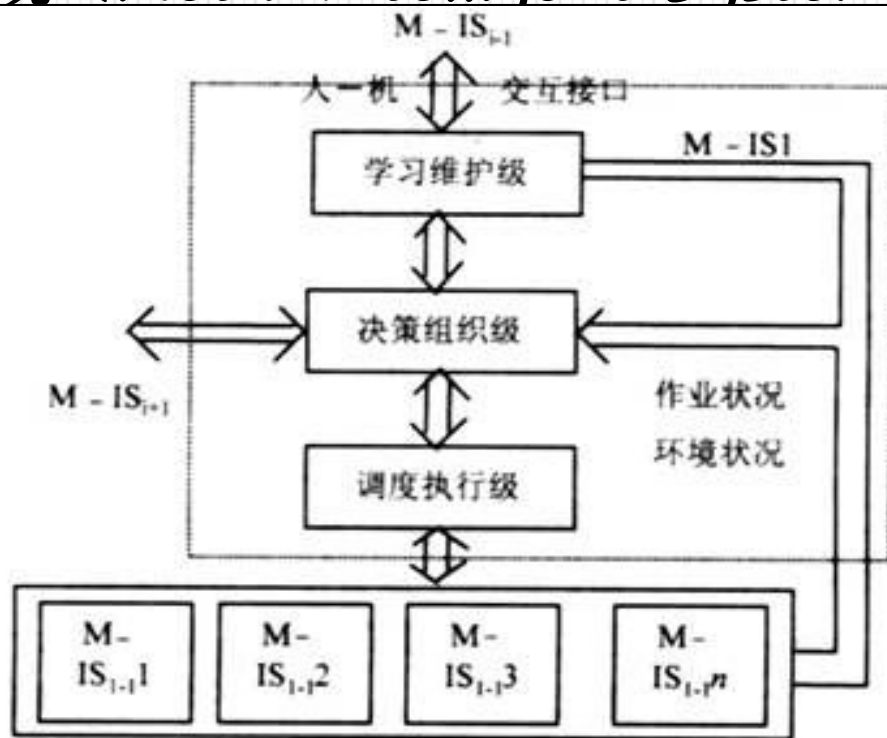 M - IS_{i-1}
人一机 交互接口
M - IS1
学习维护级
决策组织级
M - IS_{i+1}
作业状况
环境状况
调度执行级
M- M- M- M-
IS_{1-1}1 IS_{1-1}2 IS_{1-1}3 IS_{1-1}n